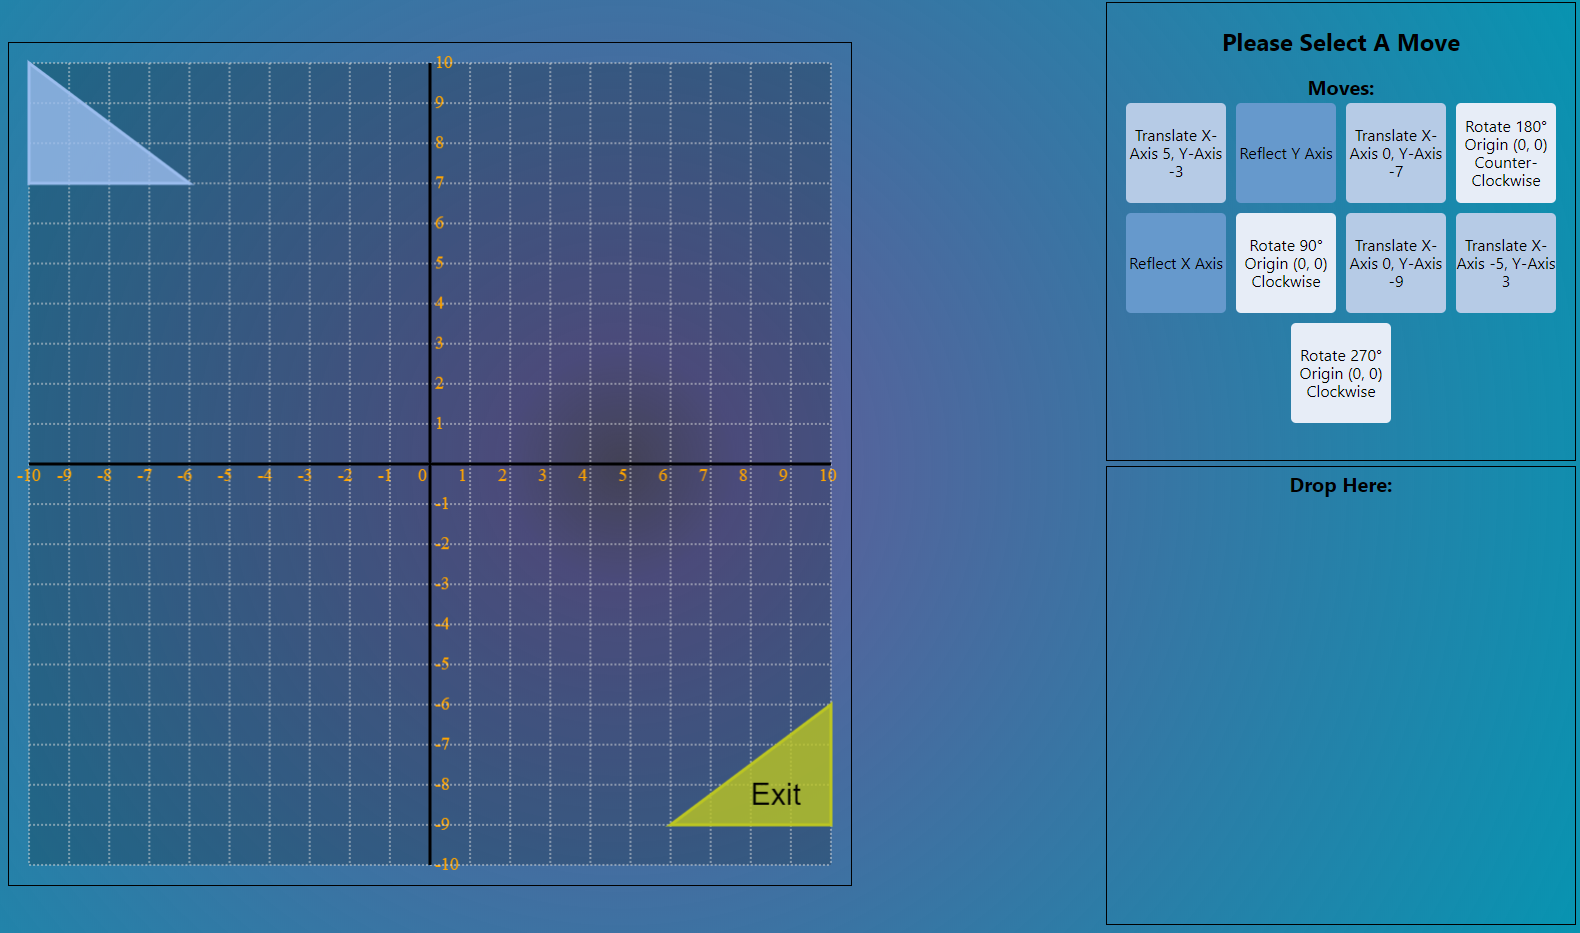 Please Select A Move
Moves:
Translate X-
Axis 5, Y-Axis
-3
Reflect Y Axis
Translate X-
Axis 0, Y-Axis
-7
Rotate 180°
Origin (0, 0)
Counter-
Clockwise
Reflect X Axis
Rotate 90°
Origin (0, 0)
Clockwise
Translate X-
Axis 0, Y-Axis
-9
Translate X-
Axis -5, Y-Axis
3
Rotate 270°
Origin (0, 0)
Clockwise
Drop Here:
10
9
8
7
6
5
4
3
2
1
-10 -9 -8 -7 -6 -5 -4 -3 -2 -1 0 1 2 3 4 5 6 7 8 9 10
-1
-2
-3
-4
-5
-6
-7
-8
-9
-10
Exit